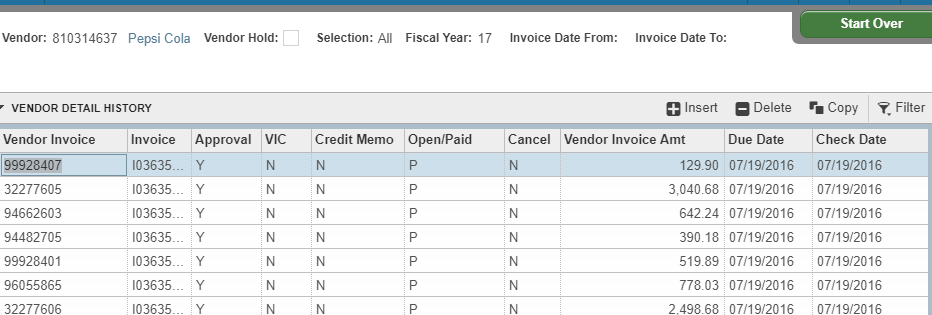 Start Over
Vendor: 810314637 Pepsi Cola Vendor Hold: Selection: All Fiscal Year: 17 Invoice Date From: Invoice Date To:
VENDOR DETAIL HISTORY Insert Delete Copy Filter
Vendor Invoice Invoice Approval VIC Credit Memo Open/Paid Cancel Vendor Invoice Amt Due Date Check Date
99928407 I03635... Y N N P N 129.90 07/19/2016 07/19/2016
32277605 I03635... Y N N P N 3,040.68 07/19/2016 07/19/2016
94662603 I03635... Y N N P N 642.24 07/19/2016 07/19/2016
94482705 I03635... Y N N P N 390.18 07/19/2016 07/19/2016
99928401 I03635... Y N N P N 519.89 07/19/2016 07/19/2016
96055865 I03635... Y N N P N 778.03 07/19/2016 07/19/2016
32277606 I03635... Y N N P N 2,498.68 07/19/2016 07/19/2016